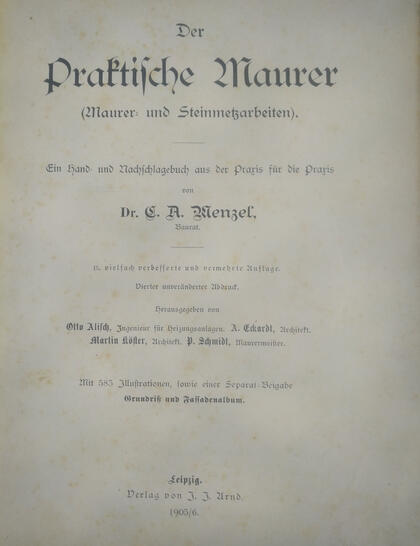 Der
Praktische Maurer
(Maurer- und Steinmetzarbeiten).
Ein Hand- und Nachschlagebuch aus der Praxis für die Praxis
von
Dr. C. A. Menzel,
Baurat.
vielfach verbesserte und vermehrte Auflage.
Vierter unveränderter Abdruck.
Herausgegeben von
Otto Alisch, Ingenieur für Heizungsanlagen. A. Eckardt, Architekt.
Martin Köster, Architekt. P. Schmidt, Maurermeister.
Mit 585 Illustrationen, sowie einer Separat-Beigabe
Grundriß und Fassadenalbum.
Leipzig.
Verlag von J. J. Arnd.
1905/6.